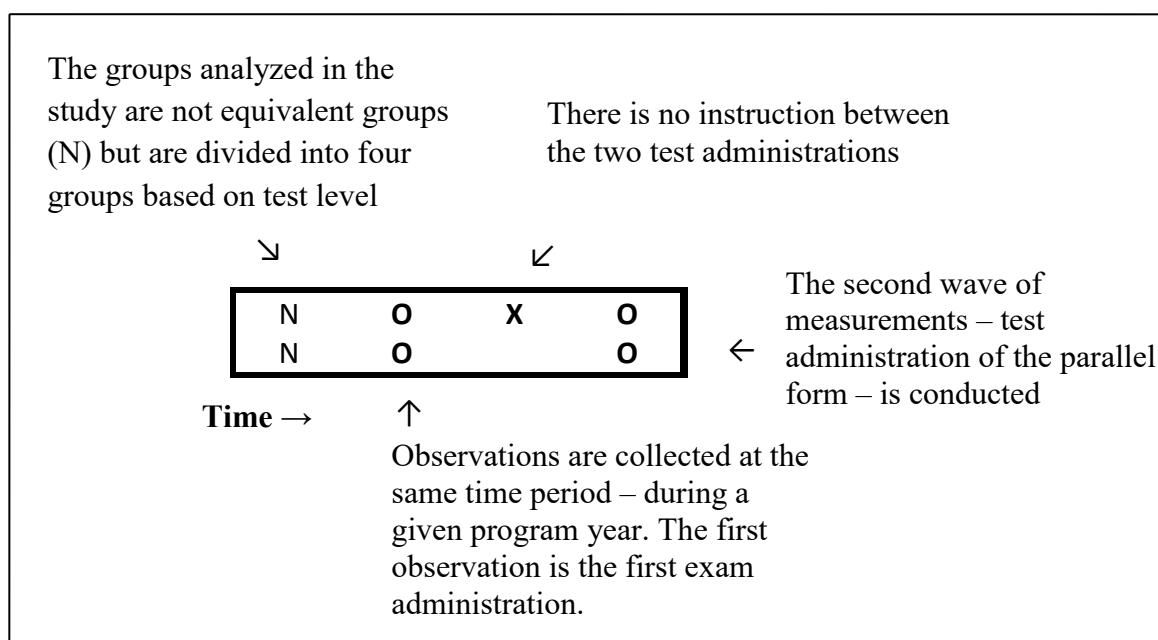 The groups analyzed in the
study are not equivalent groups
(N) but are divided into four
groups based on test level
There is no instruction between
the two test administrations
↘
↙
N O X O
N O O
←
The second wave of
measurements – test
administration of the parallel
form – is conducted
Time →
↑
Observations are collected at the
same time period – during a
given program year. The first
observation is the first exam
administration.